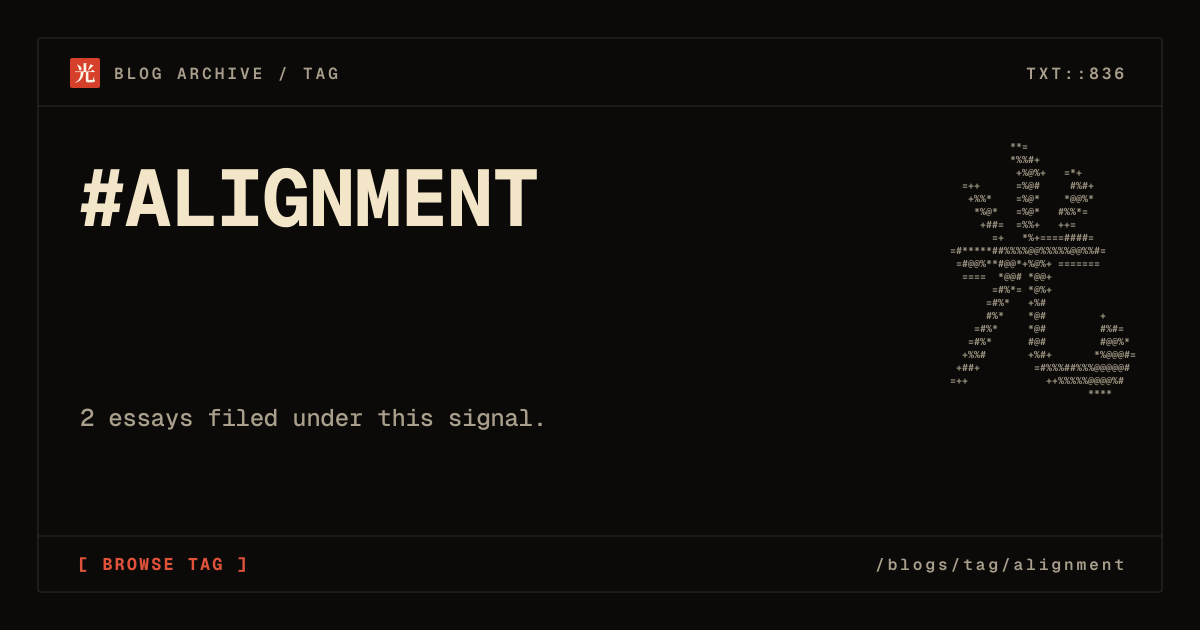 光 BLOG ARCHIVE / TAG
TXT::836
#ALIGNMENT
2 essays filed under this signal.
[ BROWSE TAG ]
/blogs/tag/alignment